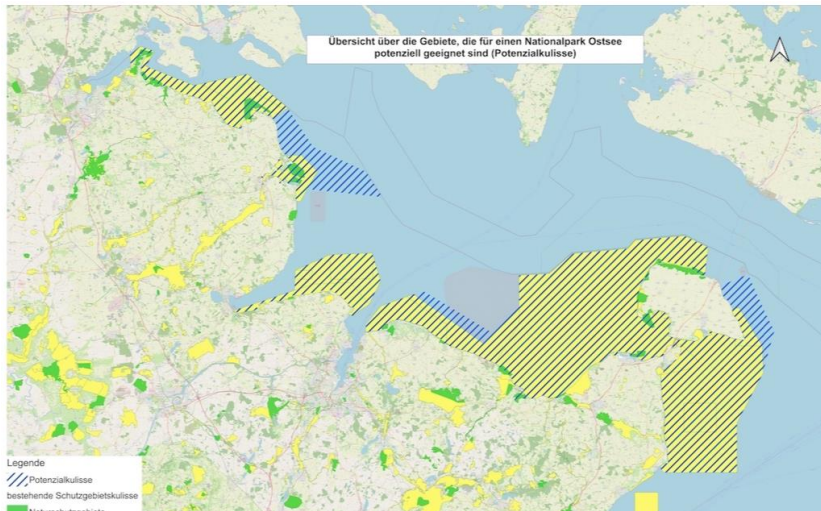 Übersicht über die Gebiete, die für einen Nationalpark Ostsee
potenziell geeignet sind (Potenzialkulisse)
Legende
Potenzialkulisse
bestehende Schutzgebietskulisse